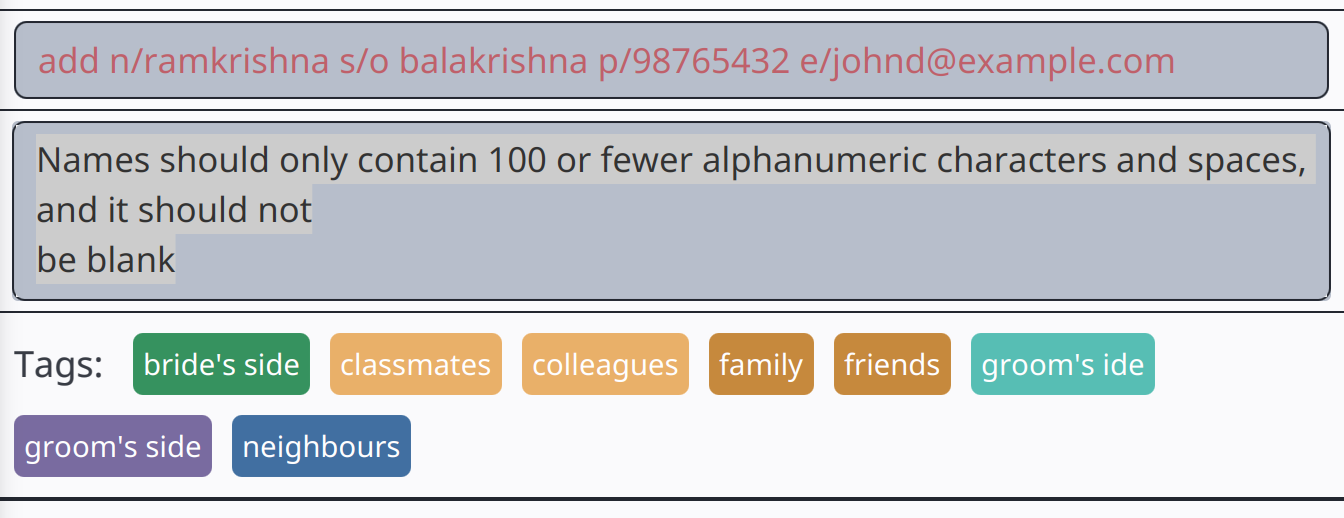 add n/ramkrishna s/o balakrishna p/98765432 e/johnd@example.com
Names should only contain 100 or fewer alphanumeric characters and spaces,
and it should not
be blank
Tags: bride's side classmates colleagues family friends groom's ide
groom's side neighbours